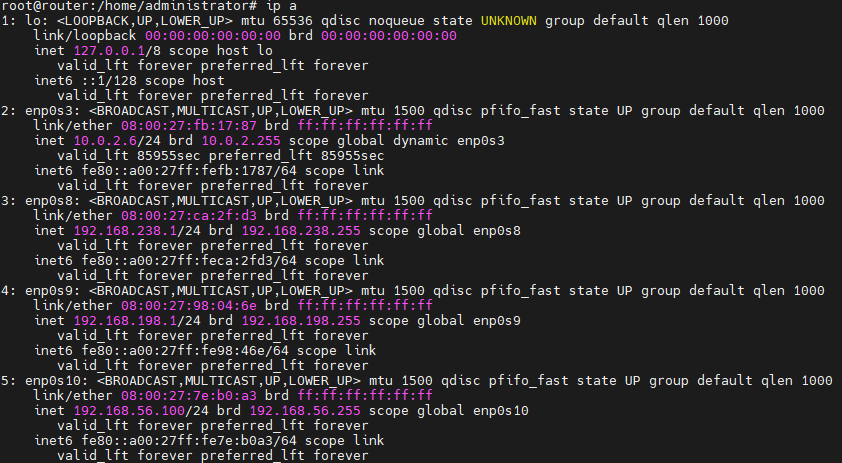 root@router:/home/administrator# ip a
1: lo: <LOOPBACK,UP,LOWER_UP> mtu 65536 qdisc noqueue state UNKNOWN group default qlen 1000
    link/loopback 00:00:00:00:00:00 brd 00:00:00:00:00:00
    inet 127.0.0.1/8 scope host lo
       valid_lft forever preferred_lft forever
    inet6 ::1/128 scope host
       valid_lft forever preferred_lft forever
2: enp0s3: <BROADCAST,MULTICAST,UP,LOWER_UP> mtu 1500 qdisc pfifo_fast state UP group default qlen 1000
    link/ether 08:00:27:fb:17:87 brd ff:ff:ff:ff:ff:ff
    inet 10.0.2.6/24 brd 10.0.2.255 scope global dynamic enp0s3
       valid_lft 85955sec preferred_lft 85955sec
    inet6 fe80::a00:27ff:fefb:1787/64 scope link
       valid_lft forever preferred_lft forever
3: enp0s8: <BROADCAST,MULTICAST,UP,LOWER_UP> mtu 1500 qdisc pfifo_fast state UP group default qlen 1000
    link/ether 08:00:27:ca:2f:d3 brd ff:ff:ff:ff:ff:ff
    inet 192.168.238.1/24 brd 192.168.238.255 scope global enp0s8
       valid_lft forever preferred_lft forever
    inet6 fe80::a00:27ff:feca:2fd3/64 scope link
       valid_lft forever preferred_lft forever
4: enp0s9: <BROADCAST,MULTICAST,UP,LOWER_UP> mtu 1500 qdisc pfifo_fast state UP group default qlen 1000
    link/ether 08:00:27:98:04:6e brd ff:ff:ff:ff:ff:ff
    inet 192.168.198.1/24 brd 192.168.198.255 scope global enp0s9
       valid_lft forever preferred_lft forever
    inet6 fe80::a00:27ff:fe98:46e/64 scope link
       valid_lft forever preferred_lft forever
5: enp0s10: <BROADCAST,MULTICAST,UP,LOWER_UP> mtu 1500 qdisc pfifo_fast state UP group default qlen 1000
    link/ether 08:00:27:7e:b0:a3 brd ff:ff:ff:ff:ff:ff
    inet 192.168.56.100/24 brd 192.168.56.255 scope global enp0s10
       valid_lft forever preferred_lft forever
    inet6 fe80::a00:27ff:fe7e:b0a3/64 scope link
       valid_lft forever preferred_lft forever